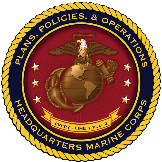 PLANS, POLICIES, & OPERATIONS
HEADQUARTERS MARINE CORPS